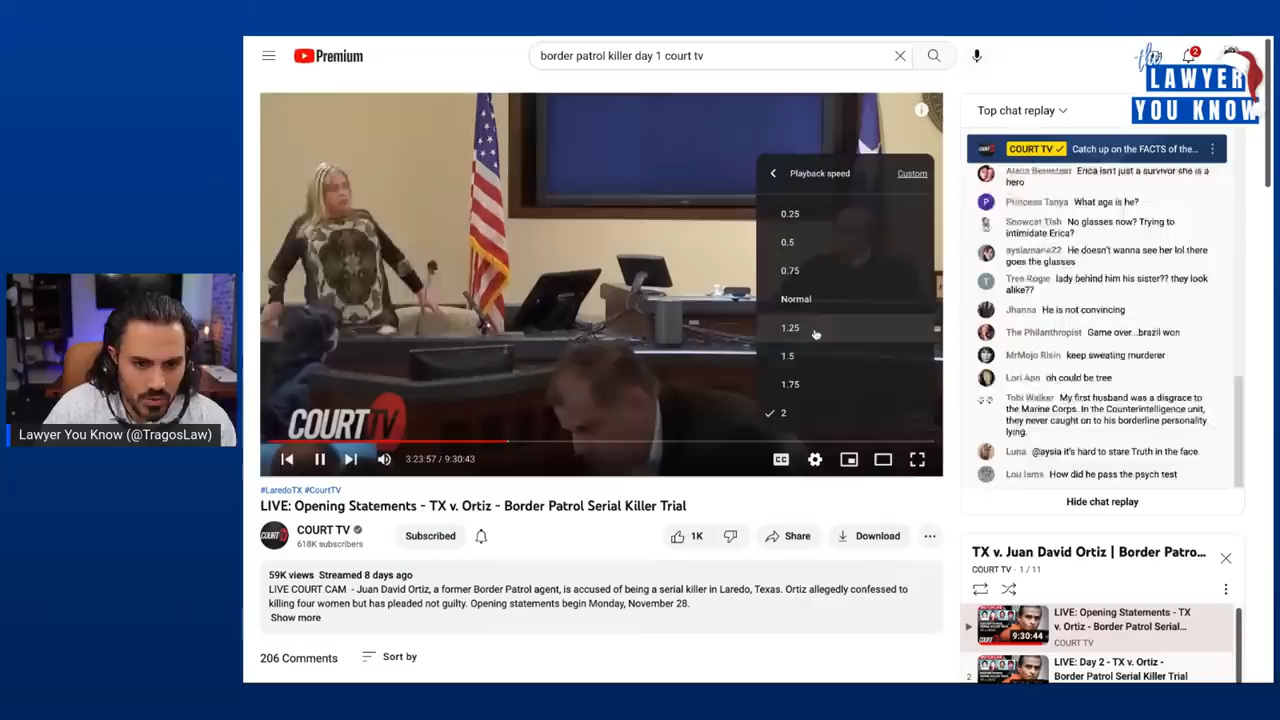 Premium
border patrol killer day 1 court tv
2
the
LAWYER
YOU KNOW
Top chat replay
COURT TV Catch up on the FACTS of the...
Erica isn't just a survivor she is a
hero
Princess Tanya What age is he?
Snowcat Tish No glasses now? Trying to
intimidate Erica?
aysiamane22 He doesn't wanna see her lol there
goes the glasses
Tree Rogue lady behind him his sister?? they look
alike??
Jhanna He is not convincing
The Philanthropist Game over...brazil won
MrMojo Risin keep sweating murderer
Lori Ann oh could be tree
Tobi Walker My first husband was a disgrace to
the Marine Corps. In the Counterintelligence unit,
they never caught on to his borderline personality
lying.
Luna @aysia it's hard to stare Truth in the face
Lou Isms How did he pass the psych test
Hide chat replay
Playback speed
Custom
0.25
0.5
0.75
Normal
1.25
1.5
1.75
2
COURT TV
3:23:57 / 9:30:43
CC
Lawyer You Know (@TragosLaw)
#LaredoTX #CourtTV
LIVE: Opening Statements - TX v. Ortiz - Border Patrol Serial Killer Trial
COURT TV
618K subscribers
Subscribed
1K
Share
Download
59K views Streamed 8 days ago
LIVE COURT CAM - Juan David Ortiz, a former Border Patrol agent, is accused of being a serial killer in Laredo, Texas. Ortiz allegedly confessed to
killing four women but has pleaded not guilty. Opening statements begin Monday, November 28.
Show more
206 Comments
Sort by
TX v. Juan David Ortiz | Border Patro...
COURT TV - 1 / 11
9:30:44
LIVE: Opening Statements - TX
v. Ortiz - Border Patrol Serial...
COURT TV
2
LIVE: Day 2 - TX v. Ortiz -
Border Patrol Serial Killer Trial